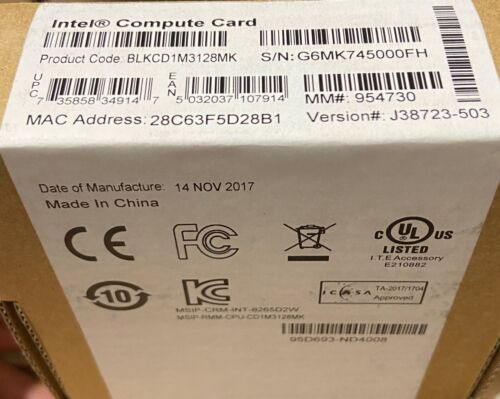 Intel® Compute Card
Product Code: BLKCD1M3128MK
S/N: G6MK745000FH
UPC
7 35858 34914 7
EAN
5 032037 107914
MM#: 954730
MAC Address: 28C63F5D28B1
Version#: J38723-503
Date of Manufacture: 14 NOV 2017
Made In China
CE
FC
C UL US
LISTED
I.T.E Accessory
E210882
10
KC
MSIP-CRM-INT-8265D2W
MSIP-RMM-CPU-CD1M3128MK
ICASA
TA-2017/1704
Approved
95D693-ND4008